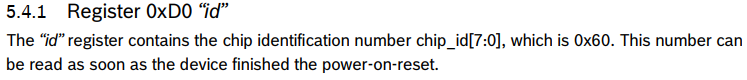 5.4.1 Register 0xD0 “id”
The “id” register contains the chip identification number chip_id[7:0], which is 0x60. This number can
be read as soon as the device finished the power-on-reset.